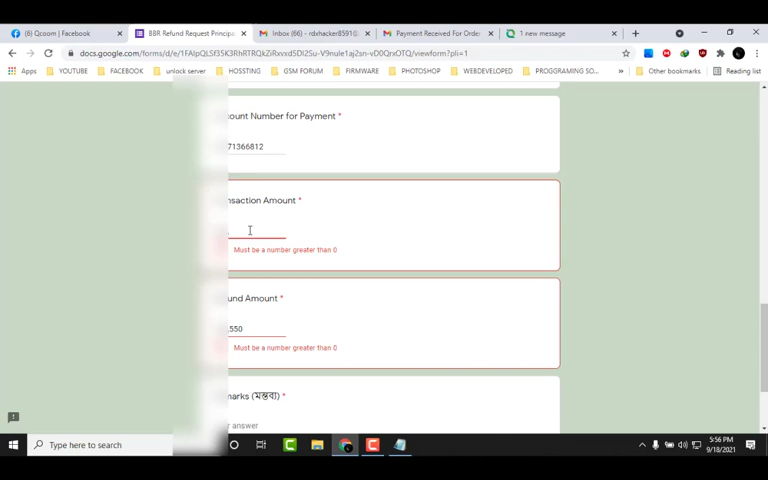 (6) Qcoom | Facebook
BBR Refund Request Principa
Inbox (66) - rdxhacker8591@
Payment Received For Orde
1 new message
docs.google.com/forms/d/e/1FAIpQLSf35K3RhRTRQkZiRxvxd5Dl2Su-V9nule1aj2sn-vD0QrxOTQ/viewform?pli=1
Apps YOUTUBE FACEBOOK unlock server HOSSTING GSM FORUM FIRMWARE PHOTOSHOP WEBDEVELOPED PROGGRAMING SO... » Other bookmarks Reading list
count Number for Payment *
71366812
nsaction Amount *
Must be a number greater than 0
und Amount *
,550
Must be a number greater than 0
marks (মন্তব্য) *
answer
Type here to search
5:56 PM
9/18/2021